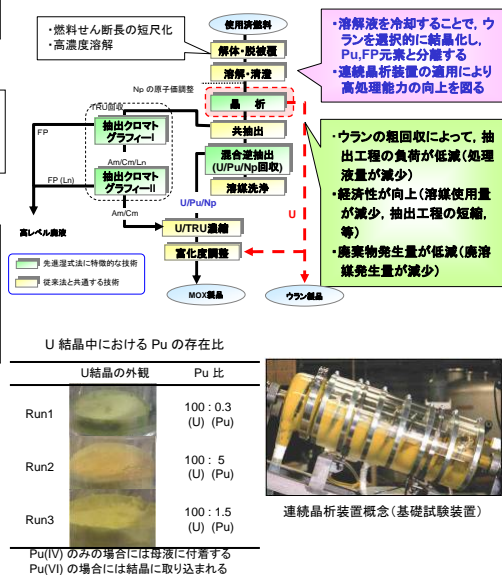 ・燃料せん断長の短尺化
・高濃度溶解
使用済燃料
解体・脱被覆
溶解・清澄
Np の原子価調整
晶 析
共抽出
混合逆抽出
(U/Pu/Np回収)
溶媒洗浄
TRU回収
抽出クロマト
グラフィーI
Am/Cm/Ln
抽出クロマト
グラフィーII
FP
FP (Ln)
Am/Cm
高レベル廃液
U/Pu/Np
U
U/TRU濃縮
富化度調整
MOX製品
ウラン製品
先進湿式法に特徴的な技術
従来法と共通する技術
・溶解液を冷却することで、ウ
ランを選択的に結晶化し、
Pu,FP元素と分離する
・連続晶析装置の適用により
高処理能力の向上を図る
・ウランの粗回収によって，抽
出工程の負荷が低減（処理
液量が減少）
・経済性が向上（溶媒使用量
が減少，抽出工程の短縮，
等）
・廃棄物発生量が低減（廃溶
媒発生量が減少）
U 結晶中における Pu の存在比
U結晶の外観 Pu 比
Run1 100 : 0.3
(U) (Pu)
Run2 100 : 5
(U) (Pu)
Run3 100 : 1.5
(U) (Pu)
Pu(IV) のみの場合には母液に付着する
Pu(VI) の場合には結晶に取り込まれる
連続晶析装置概念（基礎試験装置）